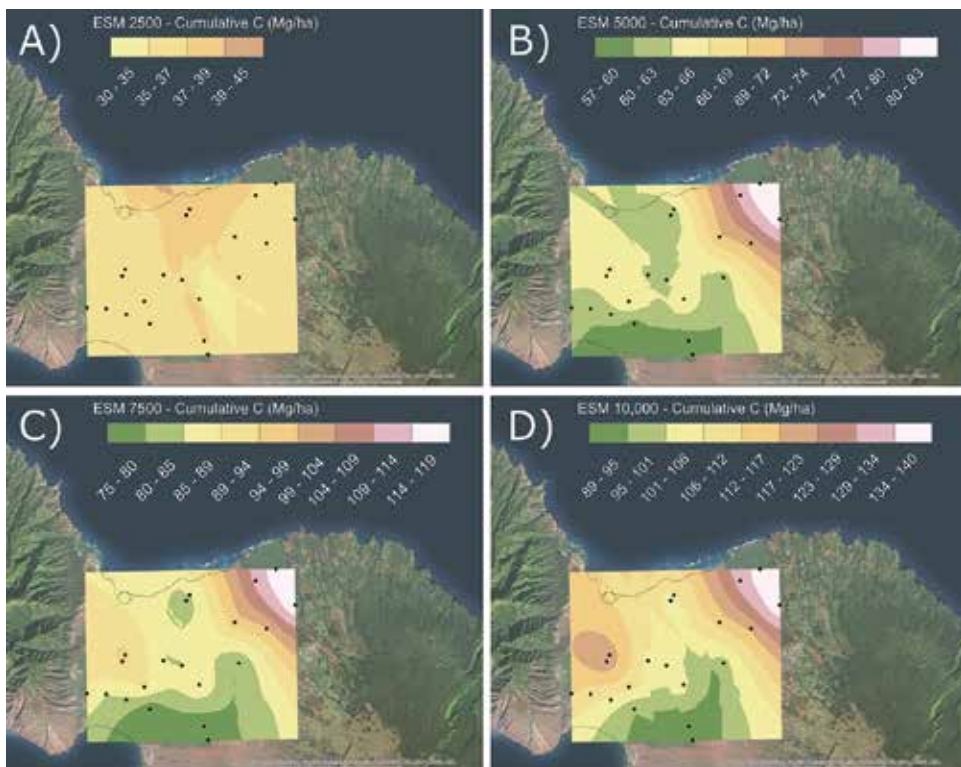 A)
ESM 2500 - Cumulative C (Mg/ha)
30 - 35
35 - 37
37 - 39
39 - 45
B)
ESM 5000 - Cumulative C (Mg/ha)
57 - 60
60 - 63
63 - 66
66 - 69
69 - 72
72 - 74
74 - 77
77 - 80
80 - 83
C)
ESM 7500 - Cumulative C (Mg/ha)
75 - 80
80 - 85
85 - 89
89 - 94
94 - 99
99 - 104
104 - 109
109 - 114
114 - 119
D)
ESM 10,000 - Cumulative C (Mg/ha)
89 - 95
95 - 101
101 - 106
106 - 112
112 - 117
117 - 123
123 - 129
129 - 134
134 - 140